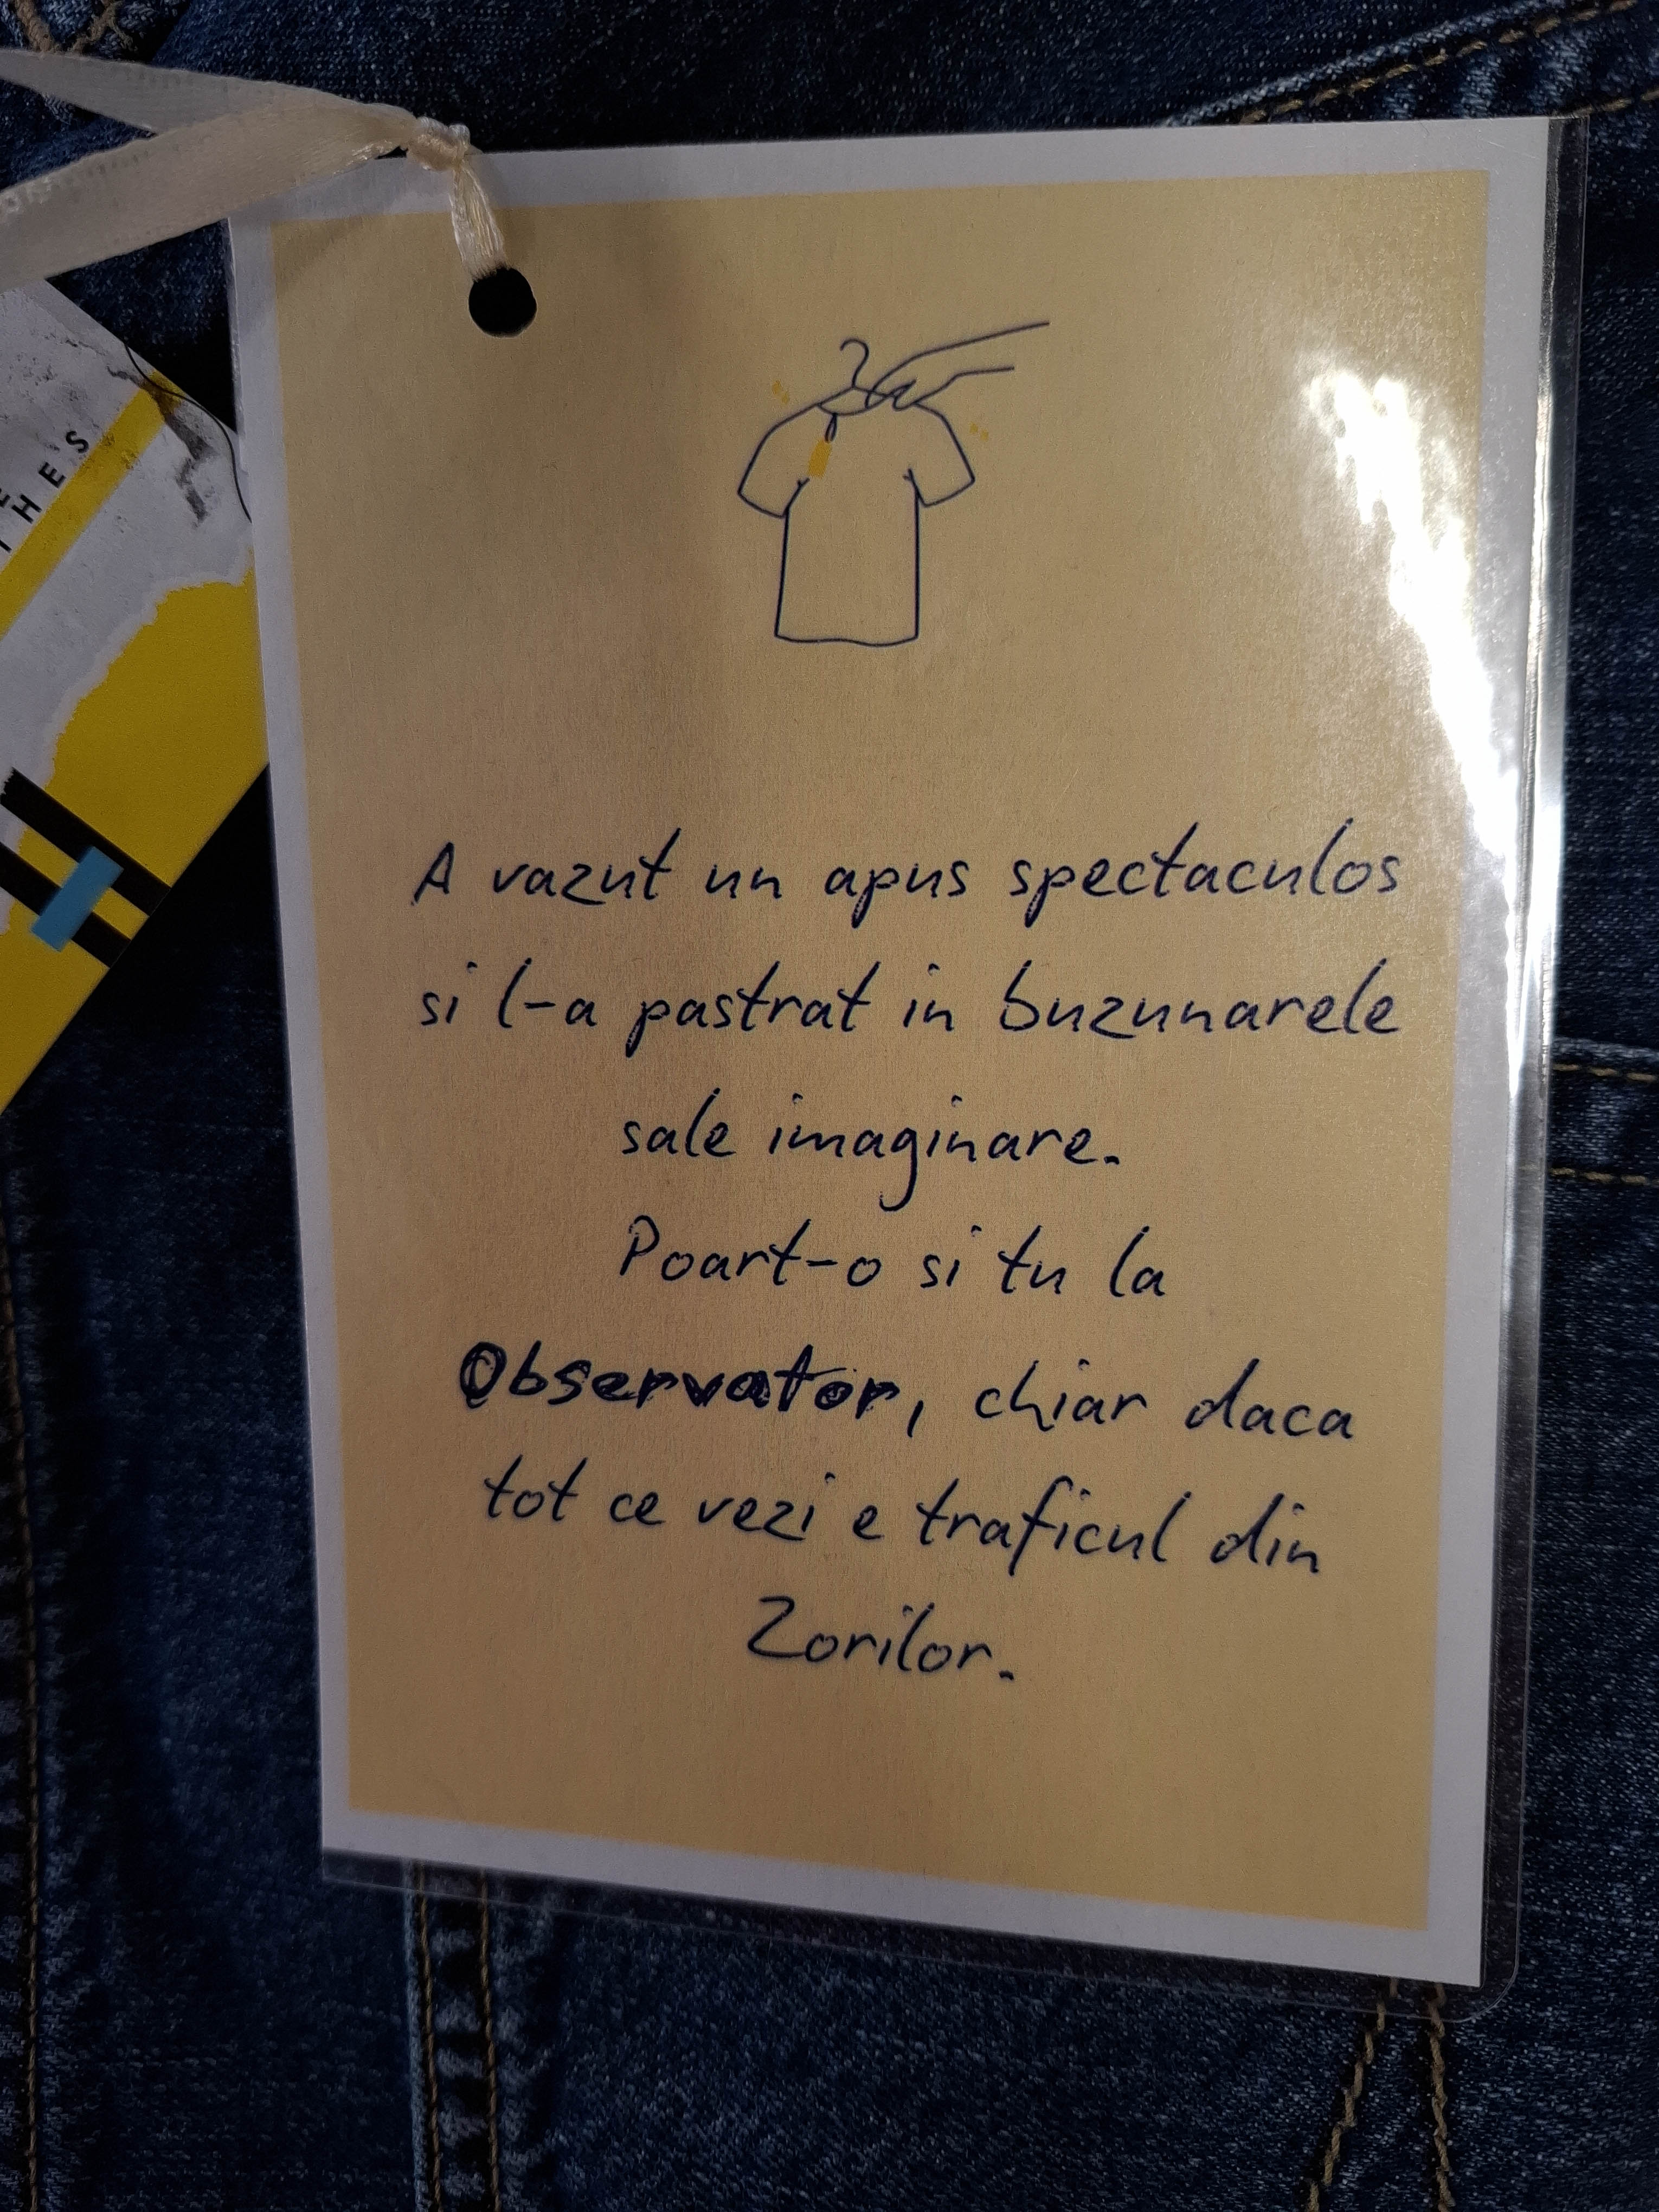 THES
A vazut un apus spectaculos
si l-a pastrat in buzunarele
sale imaginare.
Poart-o si tu la
Observator, chiar daca
tot ce vezi e traficul din
Zorilor.